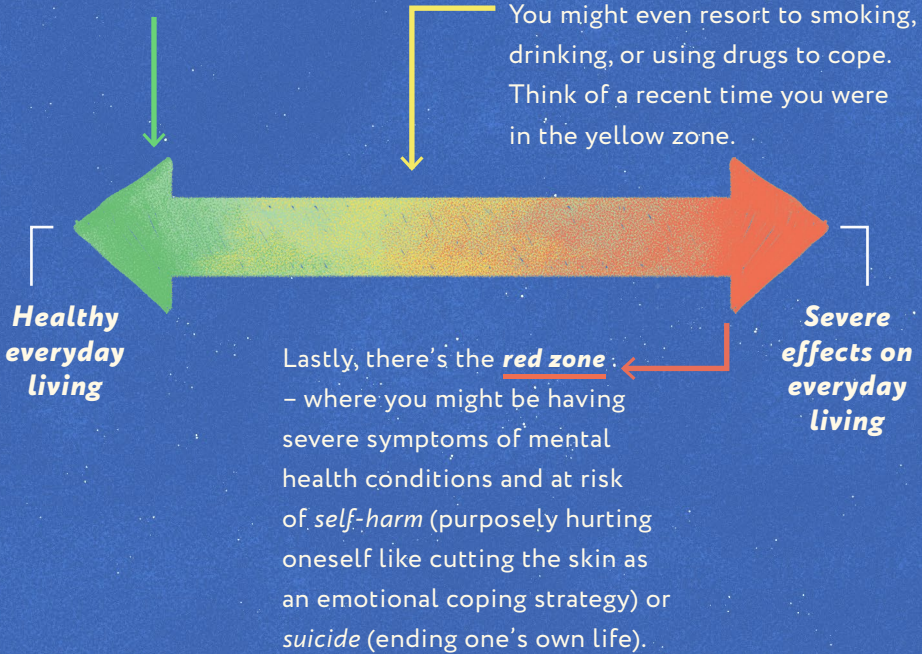 You might even resort to smoking,
drinking, or using drugs to cope.
Think of a recent time you were
in the yellow zone.
Healthy
everyday
living
Severe
effects on
everyday
living
Lastly, there's the red zone
– where you might be having
severe symptoms of mental
health conditions and at risk
of self-harm (purposely hurting
oneself like cutting the skin as
an emotional coping strategy) or
suicide (ending one's own life).